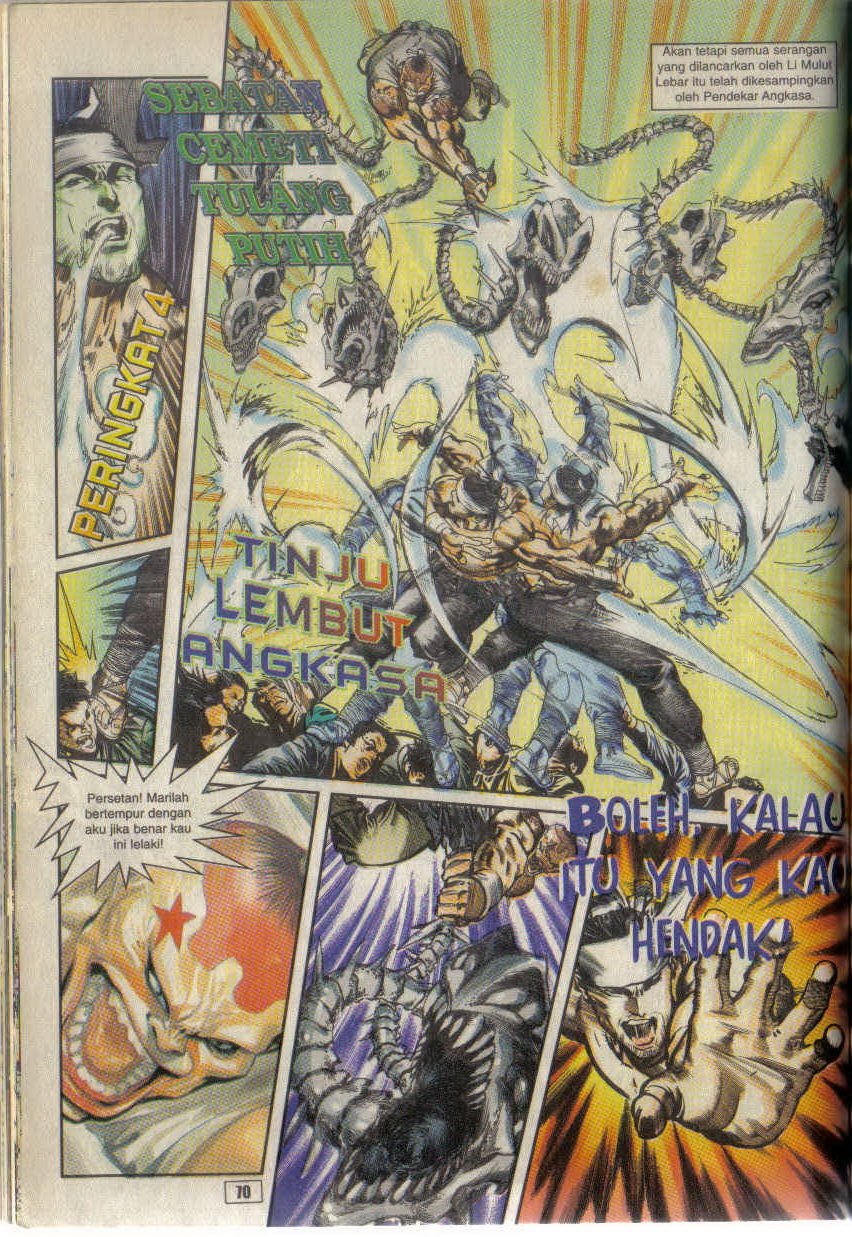 Akan tetapi semua serangan
yang dilancarkan oleh Li Mulut
Lebar itu telah dikesampingkan
oleh Pendekar Angkasa.
SEBATAN
CEMETI
TULANG
PUTIH
PERINGKAT 4
TINJU
LEMBUT
ANGKASA
Persetan! Marilah
bertempur dengan
aku jika benar kau
ini lelaki!
BOLEH, KALAU
ITU YANG KAU
HENDAK!
70